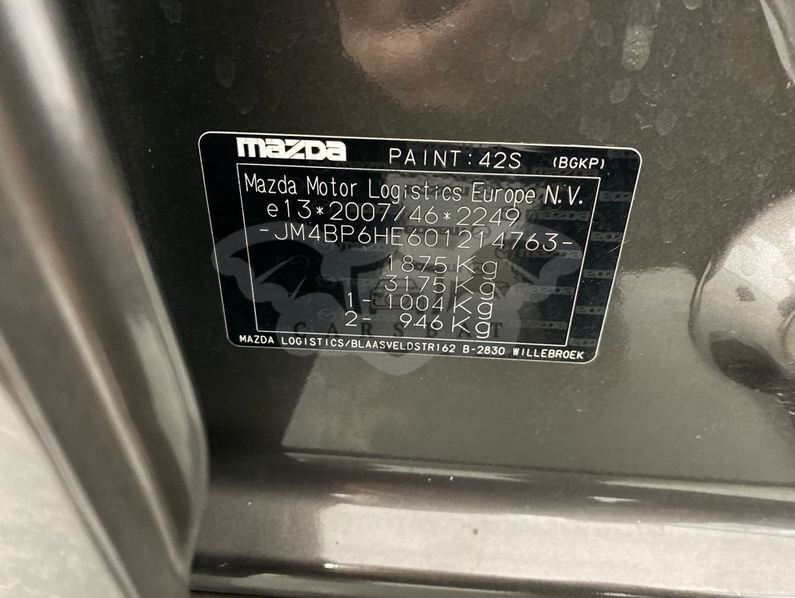 mazda PAINT: 42S (BGKP)
Mazda Motor Logistics Europe N.V.
e13*2007/46*2249
-JM4BP6HE601214763-
1875Kg
3175Kg
1- 1004Kg
2- 946Kg
CARSBAT
MAZDA LOGISTICS/BLAASVELDSTR162 B-2830 WILLEBROEK